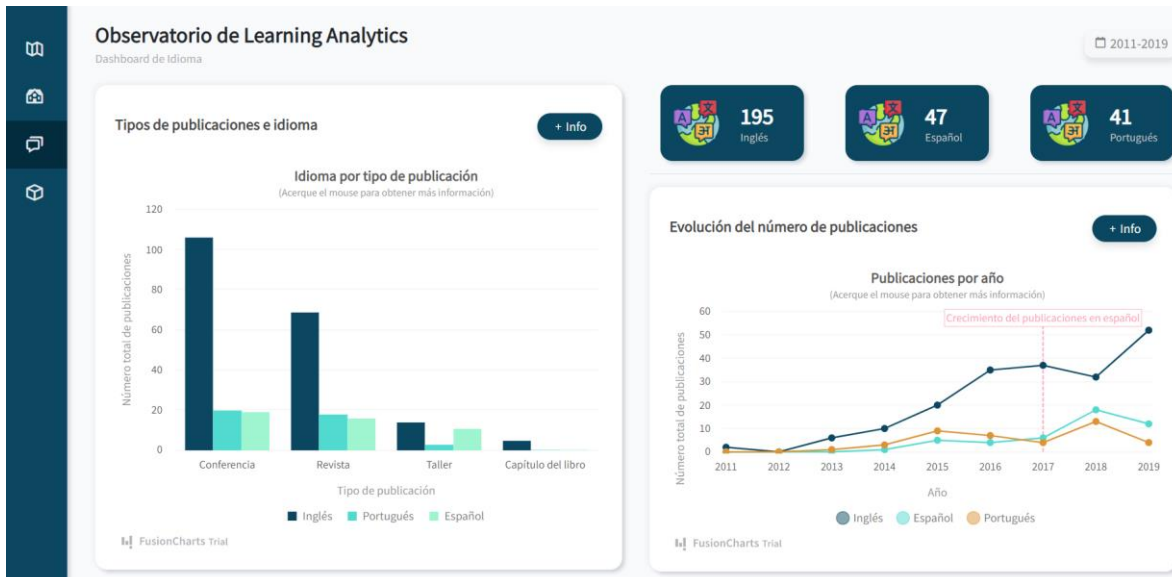 Observatorio de Learning Analytics
Dashboard de Idioma
2011-2019
Tipos de publicaciones e idioma
+ Info
Idioma por tipo de publicación
(Acerque el mouse para obtener más información)
Número total de publicaciones
120
100
80
60
40
20
0
Conferencia Revista Taller Capítulo del libro
Tipo de publicación
Inglés Portugués Español
FusionCharts Trial
195
Inglés
47
Español
41
Portugués
Evolución del número de publicaciones
+ Info
Publicaciones por año
(Acerque el mouse para obtener más información)
Crecimiento del publicaciones en español
Número total de publicaciones
60
50
40
30
20
10
0
2011 2012 2013 2014 2015 2016 2017 2018 2019
Año
Inglés Español Portugués
FusionCharts Trial